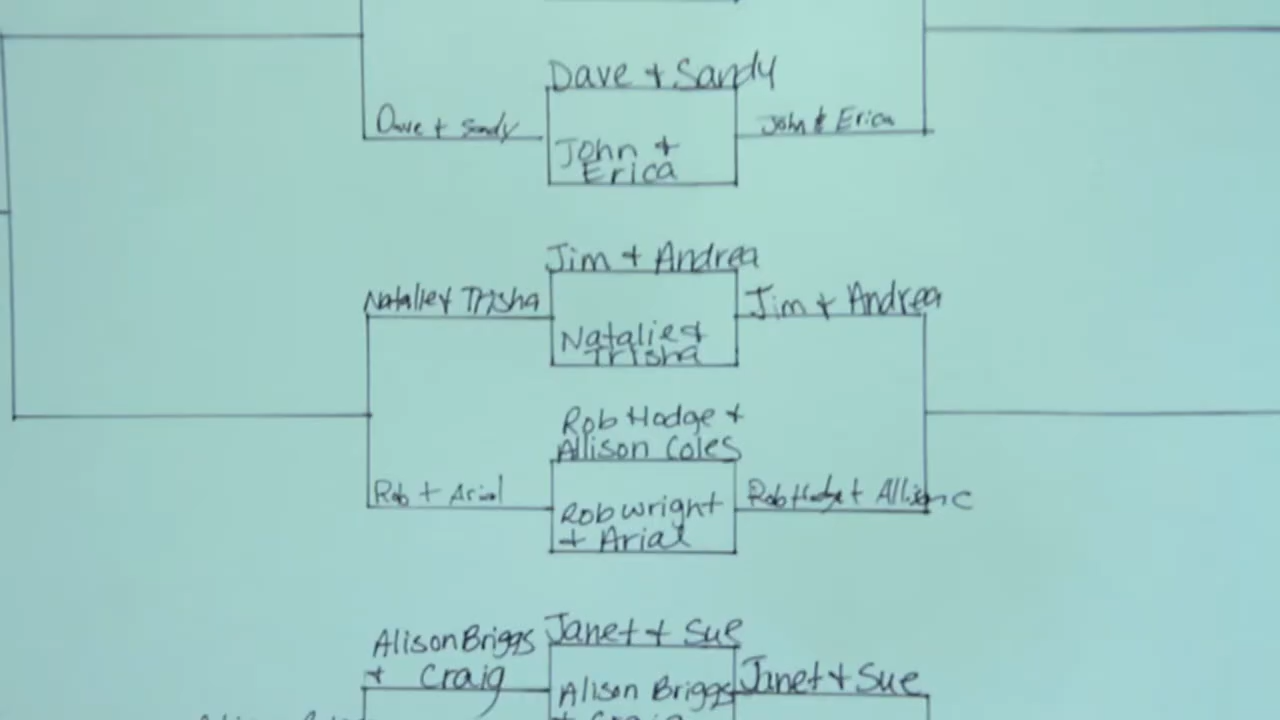 Dave + Sandy
Dave + Sandy
John & Erica
John +
Erica
Jim + Andrea
Natalie & Trisha
Jim + Andrea
Natalie &
Trisha
Rob Hodge +
Allison Coles
Rob + Arial
Rob Hodge + Allison C
Rob Wright
+ Arial
Alison Briggs
+ Craig
Janet + Sue
Janet + Sue
Alison Briggs
+ Craig